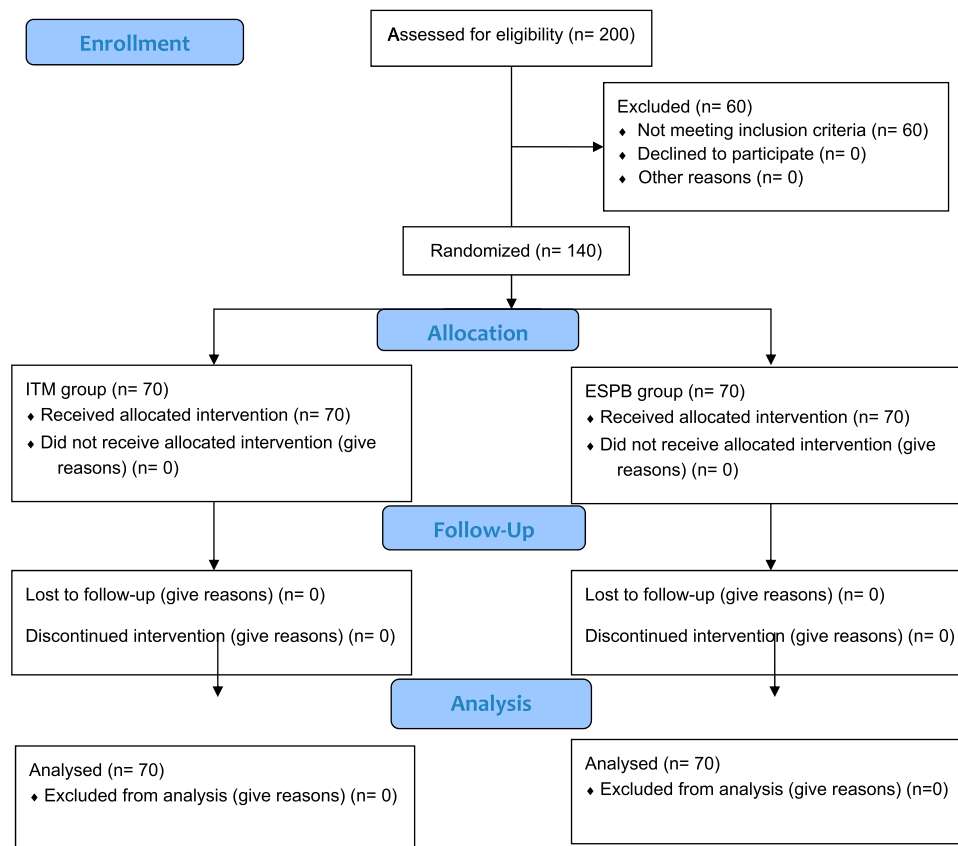 Enrollment
Assessed for eligibility (n= 200)
Excluded (n= 60)
♦ Not meeting inclusion criteria (n= 60)
♦ Declined to participate (n= 0)
♦ Other reasons (n= 0)
Randomized (n= 140)
Allocation
ITM group (n= 70)
♦ Received allocated intervention (n= 70)
♦ Did not receive allocated intervention (give
reasons) (n= 0)
ESPB group (n= 70)
♦ Received allocated intervention (n= 70)
♦ Did not receive allocated intervention (give
reasons) (n= 0)
Follow-Up
Lost to follow-up (give reasons) (n= 0)
Discontinued intervention (give reasons) (n= 0)
Lost to follow-up (give reasons) (n= 0)
Discontinued intervention (give reasons) (n= 0)
Analysis
Analysed (n= 70)
♦ Excluded from analysis (give reasons) (n= 0)
Analysed (n= 70)
♦ Excluded from analysis (give reasons) (n=0)